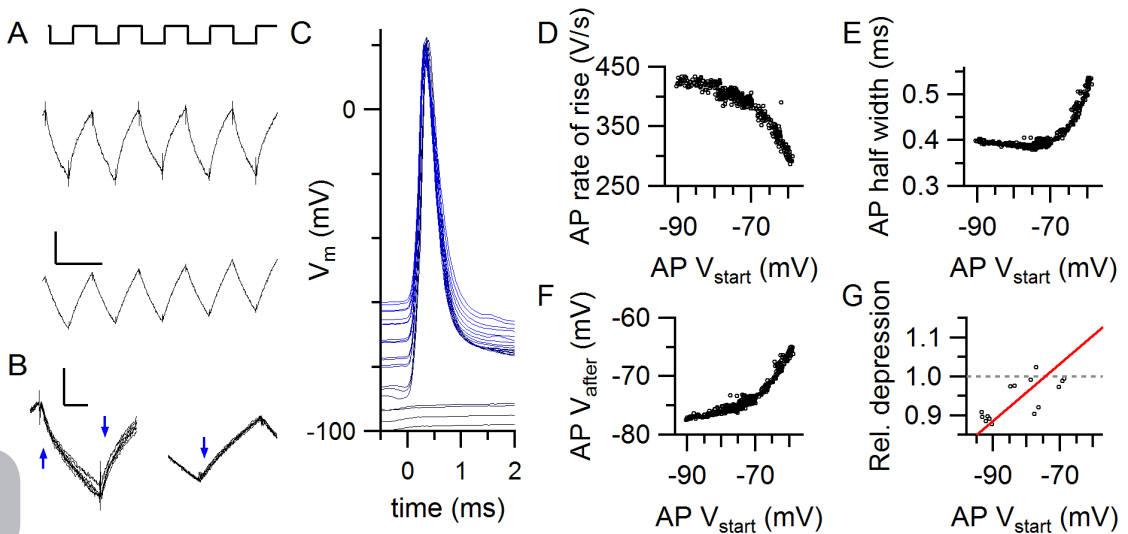 A
B
C
V_m (mV)
0
-100
0
1
2
time (ms)
D
AP rate of rise (V/s)
450
350
250
-90
-70
AP V_start (mV)
E
AP half width (ms)
0.5
0.4
0.3
-90
-70
AP V_start (mV)
F
AP V_after (mV)
-60
-70
-80
-90
-70
AP V_start (mV)
G
Rel. depression
1.1
1.0
0.9
-90
-70
AP V_start (mV)